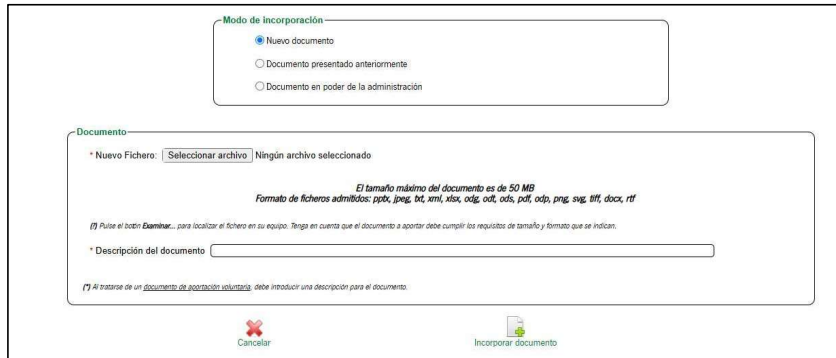 Modo de incorporación
Nuevo documento
Documento presentado anteriormente
Documento en poder de la administración
Documento
* Nuevo Fichero: Seleccionar archivo Ningún archivo seleccionado
El tamaño máximo del documento es de 50 MB
Formato de ficheros admitidos: pptx, jpeg, txt, xml, xlsx, odg, odt, ods, pdf, odp, png, svg, tiff, docx, rtf
(?) Pulse el botón Examinar... para localizar el fichero en su equipo. Tenga en cuenta que el documento a aportar debe cumplir los requisitos de tamaño y formato que se indican.
* Descripción del documento
(*) Al tratarse de un documento de aportación voluntaria, debe introducir una descripción para el documento.
Cancelar Incorporar documento